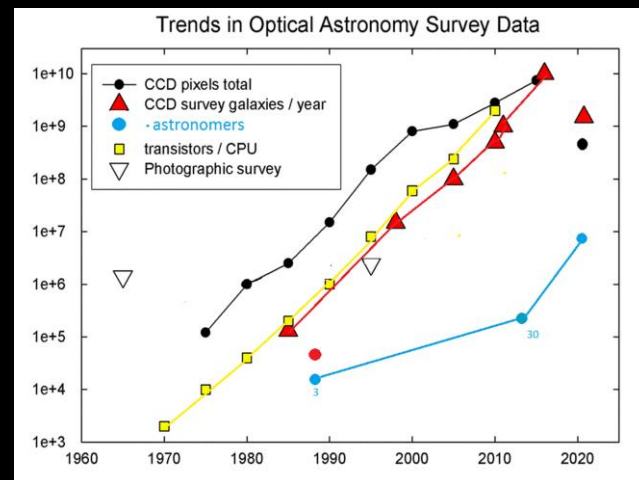 Trends in Optical Astronomy Survey Data
1e+10
1e+9
1e+8
1e+7
1e+6
1e+5
1e+4
1e+3
CCD pixels total
CCD survey galaxies / year
- astronomers
transistors / CPU
Photographic survey
3
30
1960 1970 1980 1990 2000 2010 2020